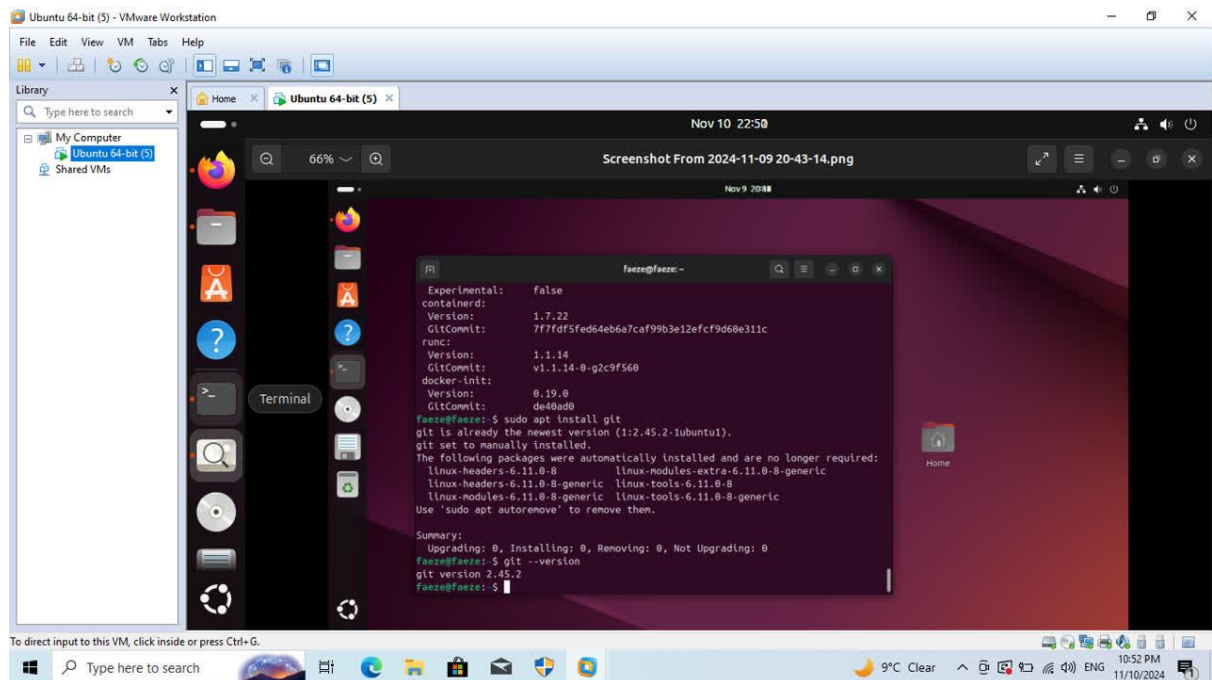 Ubuntu 64-bit (5) - VMware Workstation
File Edit View VM Tabs Help
Library
Type here to search
My Computer
Ubuntu 64-bit (5)
Shared VMs
Home
Ubuntu 64-bit (5)
Nov 10 22:50
66%
Screenshot From 2024-11-09 20-43-14.png
Nov 9
faeze@faeze: ~
Experimental: false
containerd:
Version: 1.7.22
GitCommit: 7f7fdf5fed64eb6a7caf99b3e12efcf9d60e311c
runc:
Version: 1.1.14
GitCommit: v1.1.14-0-g2c9f560
docker-init:
Version: 0.19.0
GitCommit: de40ad0
faeze@faeze:~$ sudo apt install git
git is already the newest version (1:2.45.2-1ubuntu1).
git set to manually installed.
The following packages were automatically installed and are no longer required:
linux-headers-6.11.0-8 linux-modules-extra-6.11.0-8-generic
linux-headers-6.11.0-8-generic linux-tools-6.11.0-8
linux-modules-6.11.0-8-generic linux-tools-6.11.0-8-generic
Use 'sudo apt autoremove' to remove them.
Summary:
Upgrading: 0, Installing: 0, Removing: 0, Not Upgrading: 0
faeze@faeze:~$ git --version
git version 2.45.2
faeze@faeze:~$
Terminal
Home
To direct input to this VM, click inside or press Ctrl+G.
Type here to search
9°C Clear
ENG
10:52 PM
11/10/2024